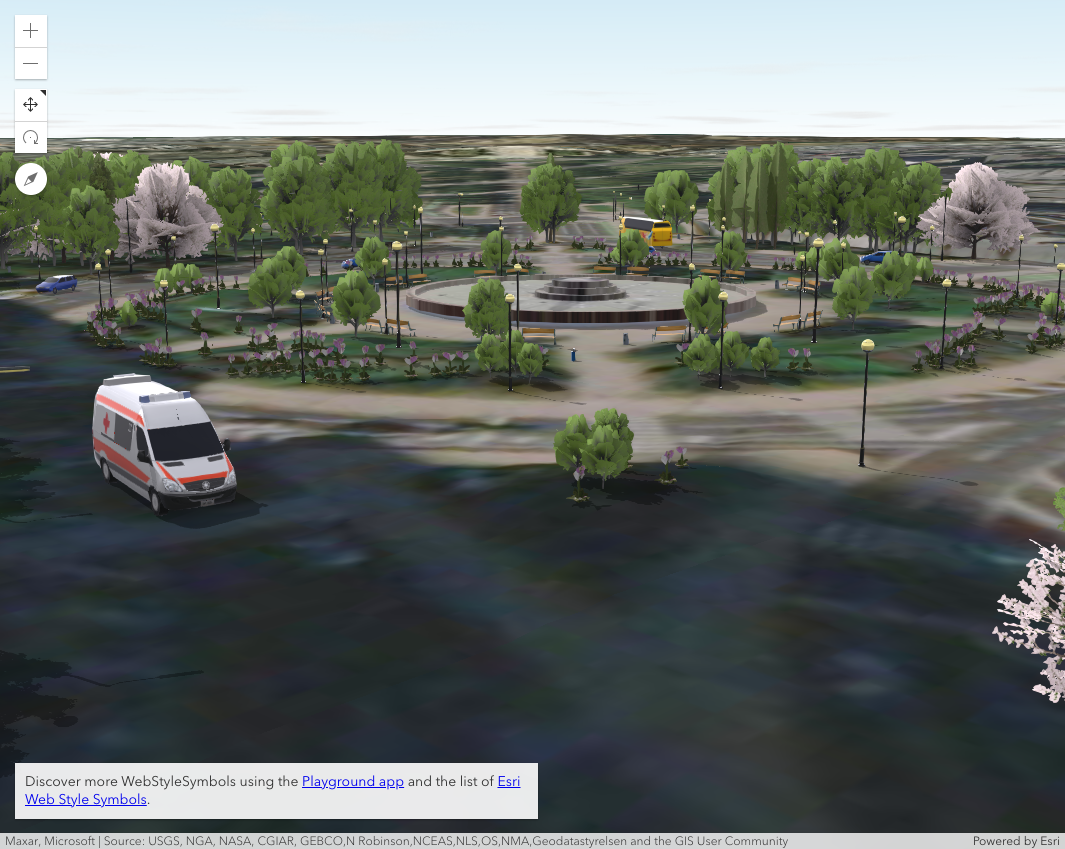 Discover more WebStyleSymbols using the Playground app and the list of Esri
Web Style Symbols.
Maxar, Microsoft | Source: USGS, NGA, NASA, CGIAR, GEBCO,N Robinson,NCEAS,NLS,OS,NMA,Geodatastyrelsen and the GIS User Community
Powered by Esri